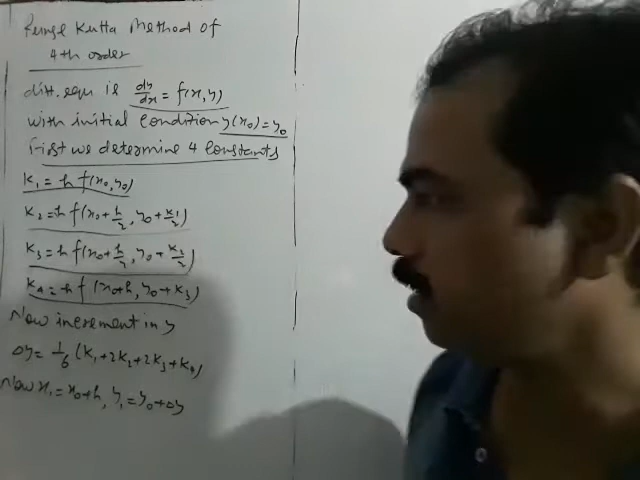 Runge Kutta Method of
4th order
diff. equn is dy/dx = f(x,y)
with initial condition y(x₀)=y₀
First we determine 4 constants
K₁ = h f(x₀,y₀)
K₂ = h f(x₀+h/2, y₀+K₁/2)
K₃ = h f(x₀+h/2, y₀+K₂/2)
K₄ = h f(x₀+h, y₀+K₃)
Now increment in y
Δy = 1/6 (K₁+2K₂+2K₃+K₄)
Now x₁=x₀+h, y₁=y₀+Δy